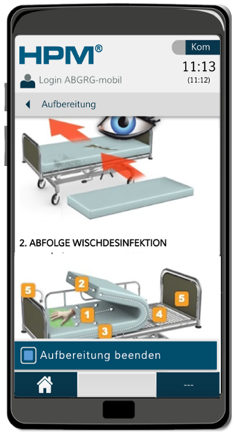 HPM®
Kom
Login ABGRG-mobil
11:13
(11:12)
Aufbereitung
2. ABFOLGE WISCHDESINFEKTION
5
2
5
1
4
3
Aufbereitung beenden
---